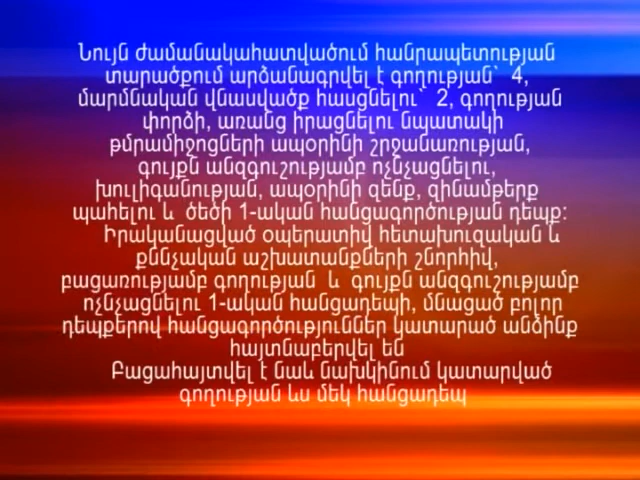 Նույն ժամանակահատվածում հանրապետության
տարածքում արձանագրվել է գողության` 4,
մարմնական վնասվածք հասցնելու` 2, գողության
փորձի, առանց իրացնելու նպատակի
թմրամիջոցների ապօրինի շրջանառության,
գույքն անզգուշությամբ ոչնչացնելու,
խուլիգանության, ապօրինի զենք, զինամթերք
պահելու և ծեծի 1-ական հանցագործության դեպք:
Իրականացված օպերատիվ հետախուզական և
քննչական աշխատանքների շնորհիվ,
բացառությամբ գողության և գույքն անզգուշությամբ
ոչնչացնելու 1-ական հանցադեպի, մնացած բոլոր
դեպքերով հանցագործություններ կատարած անձինք
հայտնաբերվել են
Բացահայտվել է նաև նախկինում կատարված
գողության ևս մեկ հանցադեպ